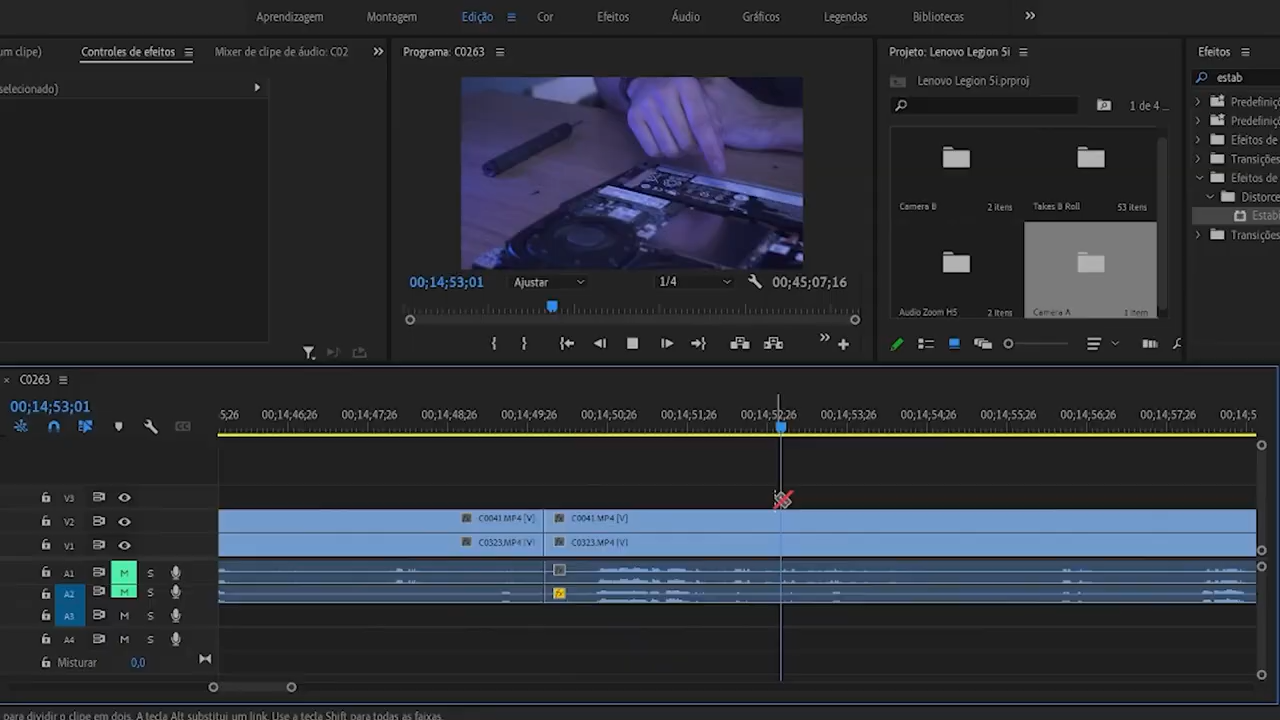 Aprendizagem Montagem Edição Cor Efeitos Áudio Gráficos Legendas Bibliotecas
um clipe) Controles de efeitos Mixer de clipe de áudio: C02 Programa: C0263 Projeto: Lenovo Legion 5i Efeitos
selecionado) Lenovo Legion 5i.prproj estab
1 de 4 ... Predefiniç
Predefiniç
Efeitos de
Transições
Efeitos de
Camera B 2 itens Takes B Roll 53 itens Distorce
Estabi
Transições
00;14;53;01 Ajustar 1/4 00;45;07;16
Audio Zoom H5 2 itens Camera A 1 item
C0263
00;14;53;01
5;26 00;14;46;26 00;14;47;26 00;14;48;26 00;14;49;26 00;14;50;26 00;14;51;26 00;14;52;26 00;14;53;26 00;14;54;26 00;14;55;26 00;14;56;26 00;14;57;26 00;14;5
V3
V2 C0041.MP4 [V] C0041.MP4 [V]
V1 C0323.MP4 [V] C0323.MP4 [V]
A1 M S
A2 M S
A3 M S
A4 M S
Misturar 0,0
para dividir o clipe em dois. A tecla Alt substitui um link. Use a tecla Shift para todas as faixas.